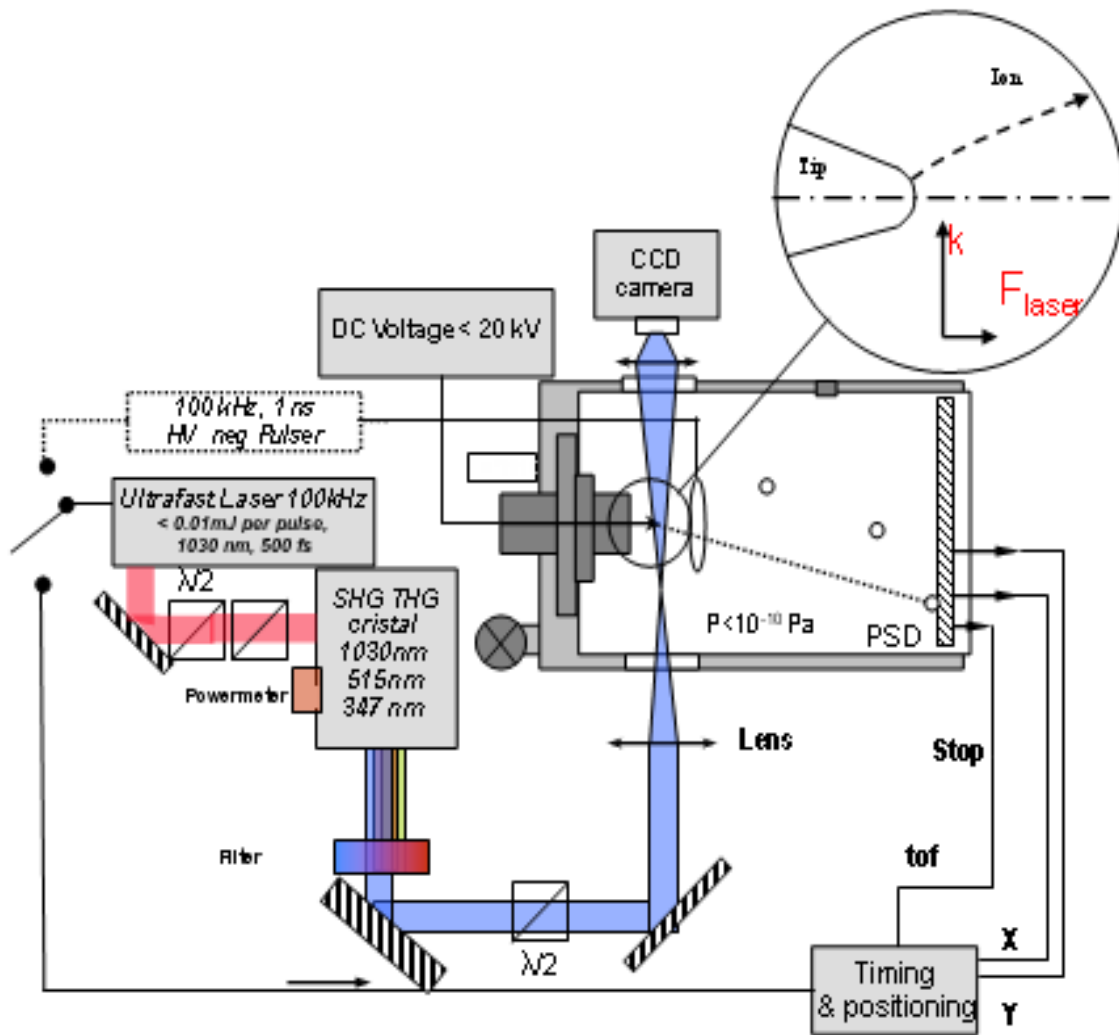 Ion
Tip
k
F laser
CCD
camera
DC Voltage < 20 kV
100 kHz, 1 ns
HV neg Pulser
Ultrafast Laser 100kHz
< 0.01mJ per pulse,
1030 nm, 500 fs
λ/2
SHG THG
cristal
1030nm
515nm
347 nm
Powermeter
P<10⁻¹⁰ Pa
PSD
Lens
Stop
Filter
tof
λ/2
X
Timing
& positioning
Y